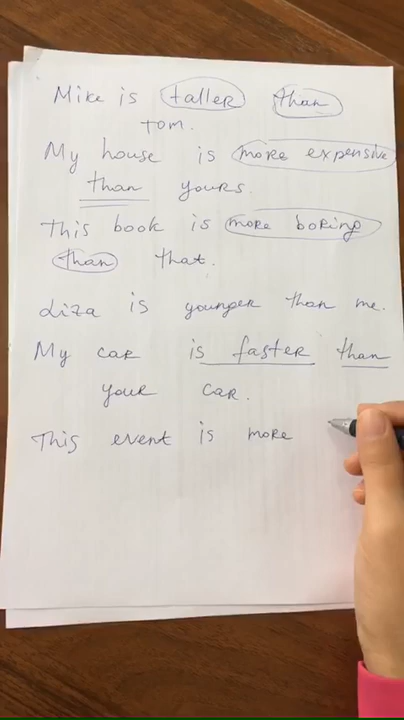 Mike is taller than
Tom.
My house is more expensive
than yours.
This book is more boring
than that.
Liza is younger than me.
My car is faster than
your car.
This event is more